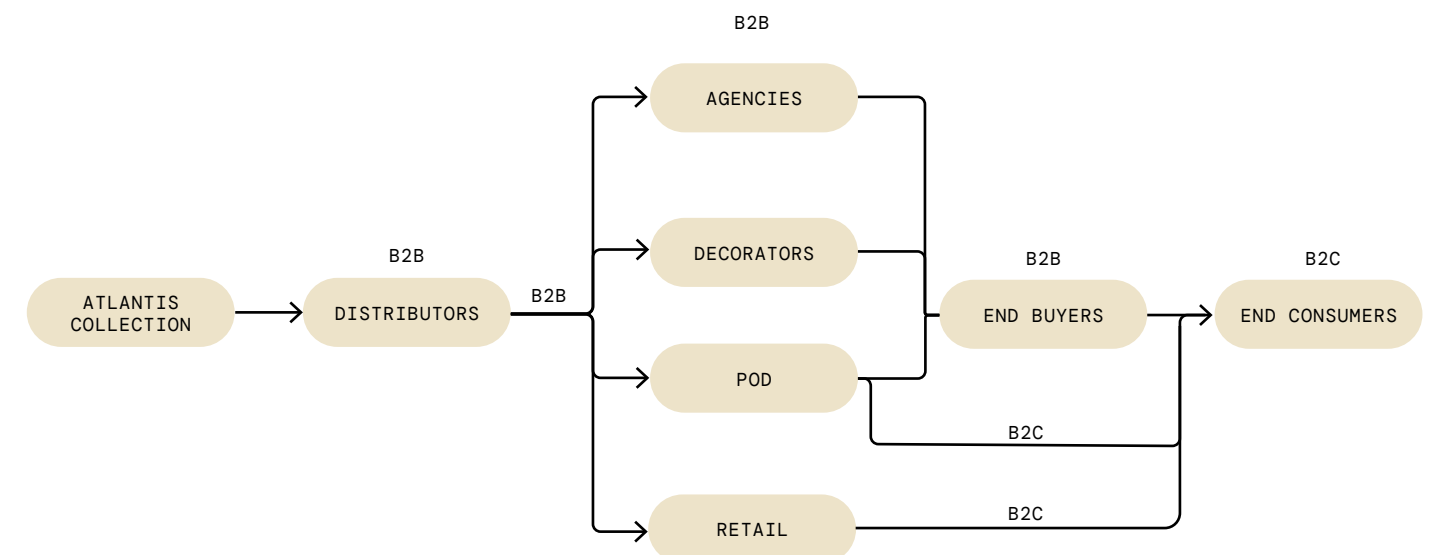 B2B
AGENCIES
DECORATORS
B2B
B2B
B2C
ATLANTIS
COLLECTION
DISTRIBUTORS
B2B
END BUYERS
END CONSUMERS
POD
B2C
B2C
RETAIL